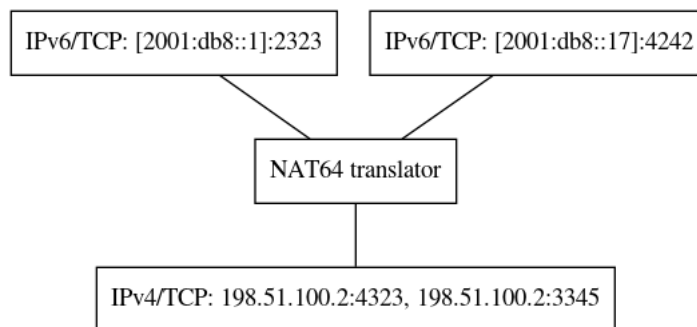 IPv6/TCP: [2001:db8::1]:2323
IPv6/TCP: [2001:db8::17]:4242
NAT64 translator
IPv4/TCP: 198.51.100.2:4323, 198.51.100.2:3345